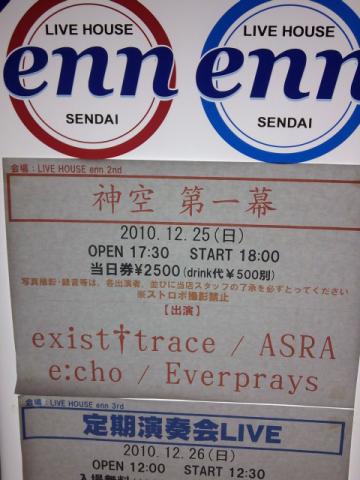 LIVE HOUSE
enn
SENDAI
LIVE HOUSE
enn
SENDAI
会場：LIVE HOUSE enn 2nd
神空 第一幕
2010.12.25(日)
OPEN 17:30 START 18:00
当日券¥2500(drink代¥500別)
写真撮影・録音等は、各出演者、並びに当店スタッフの了承を必ずとってください
※ストロボ撮影禁止
【出演】
exist†trace / ASRA
e:cho / Everprays
会場：LIVE HOUSE enn 3rd
定期演奏会LIVE
2010.12.26(日)
OPEN 12:00 START 12:30